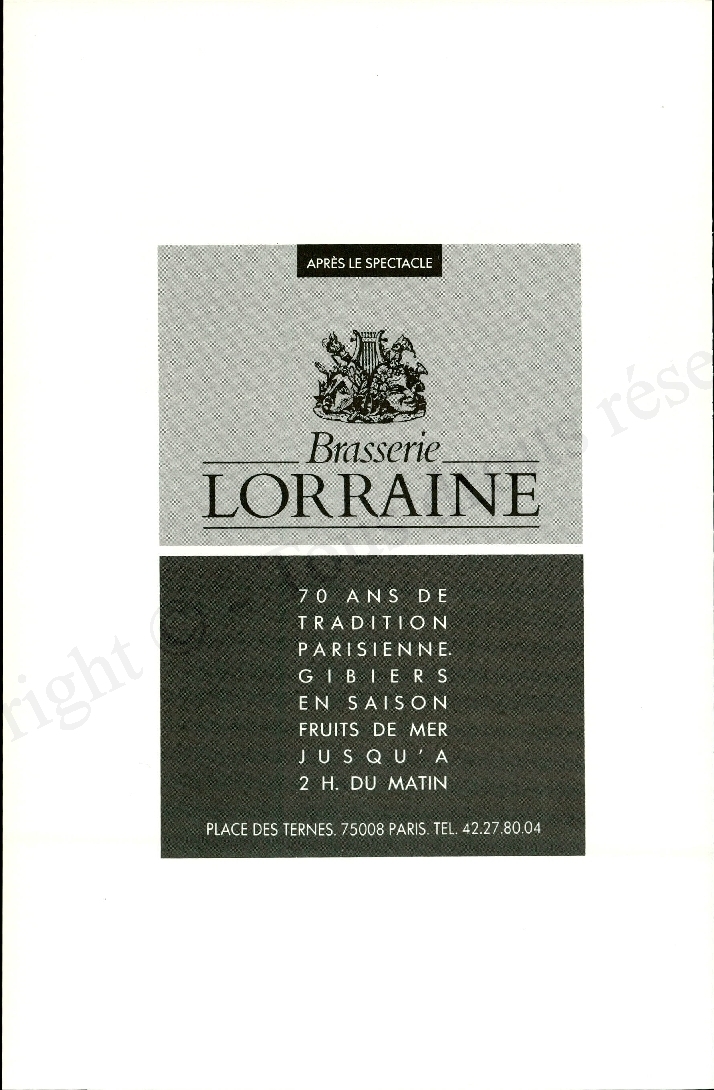 APRÈS LE SPECTACLE
Brasserie
LORRAINE
70 ANS DE
TRADITION
PARISIENNE.
GIBIERS
EN SAISON
FRUITS DE MER
JUSQU'A
2 H. DU MATIN
PLACE DES TERNES. 75008 PARIS. TEL. 42.27.80.04